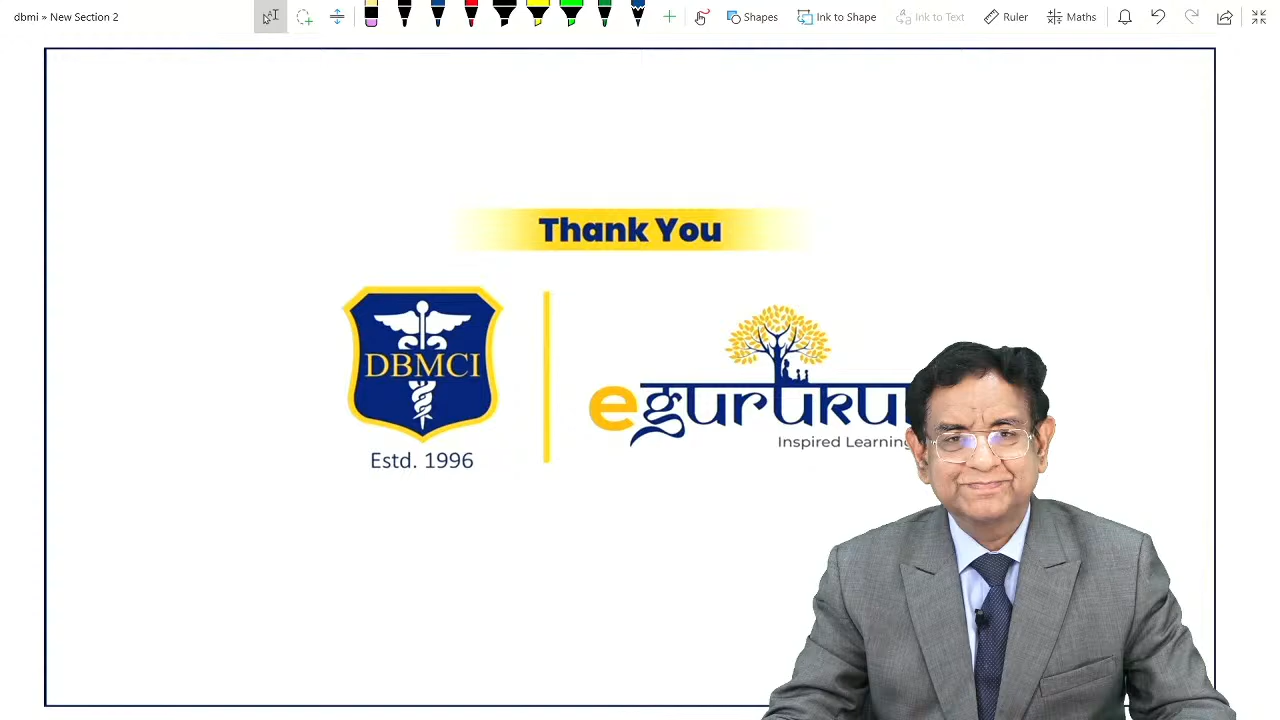 dbmi » New Section 2
Shapes
Ink to Shape
Ink to Text
Ruler
Maths
Thank You
DBMCI
Estd. 1996
eguruku
Inspired Learning